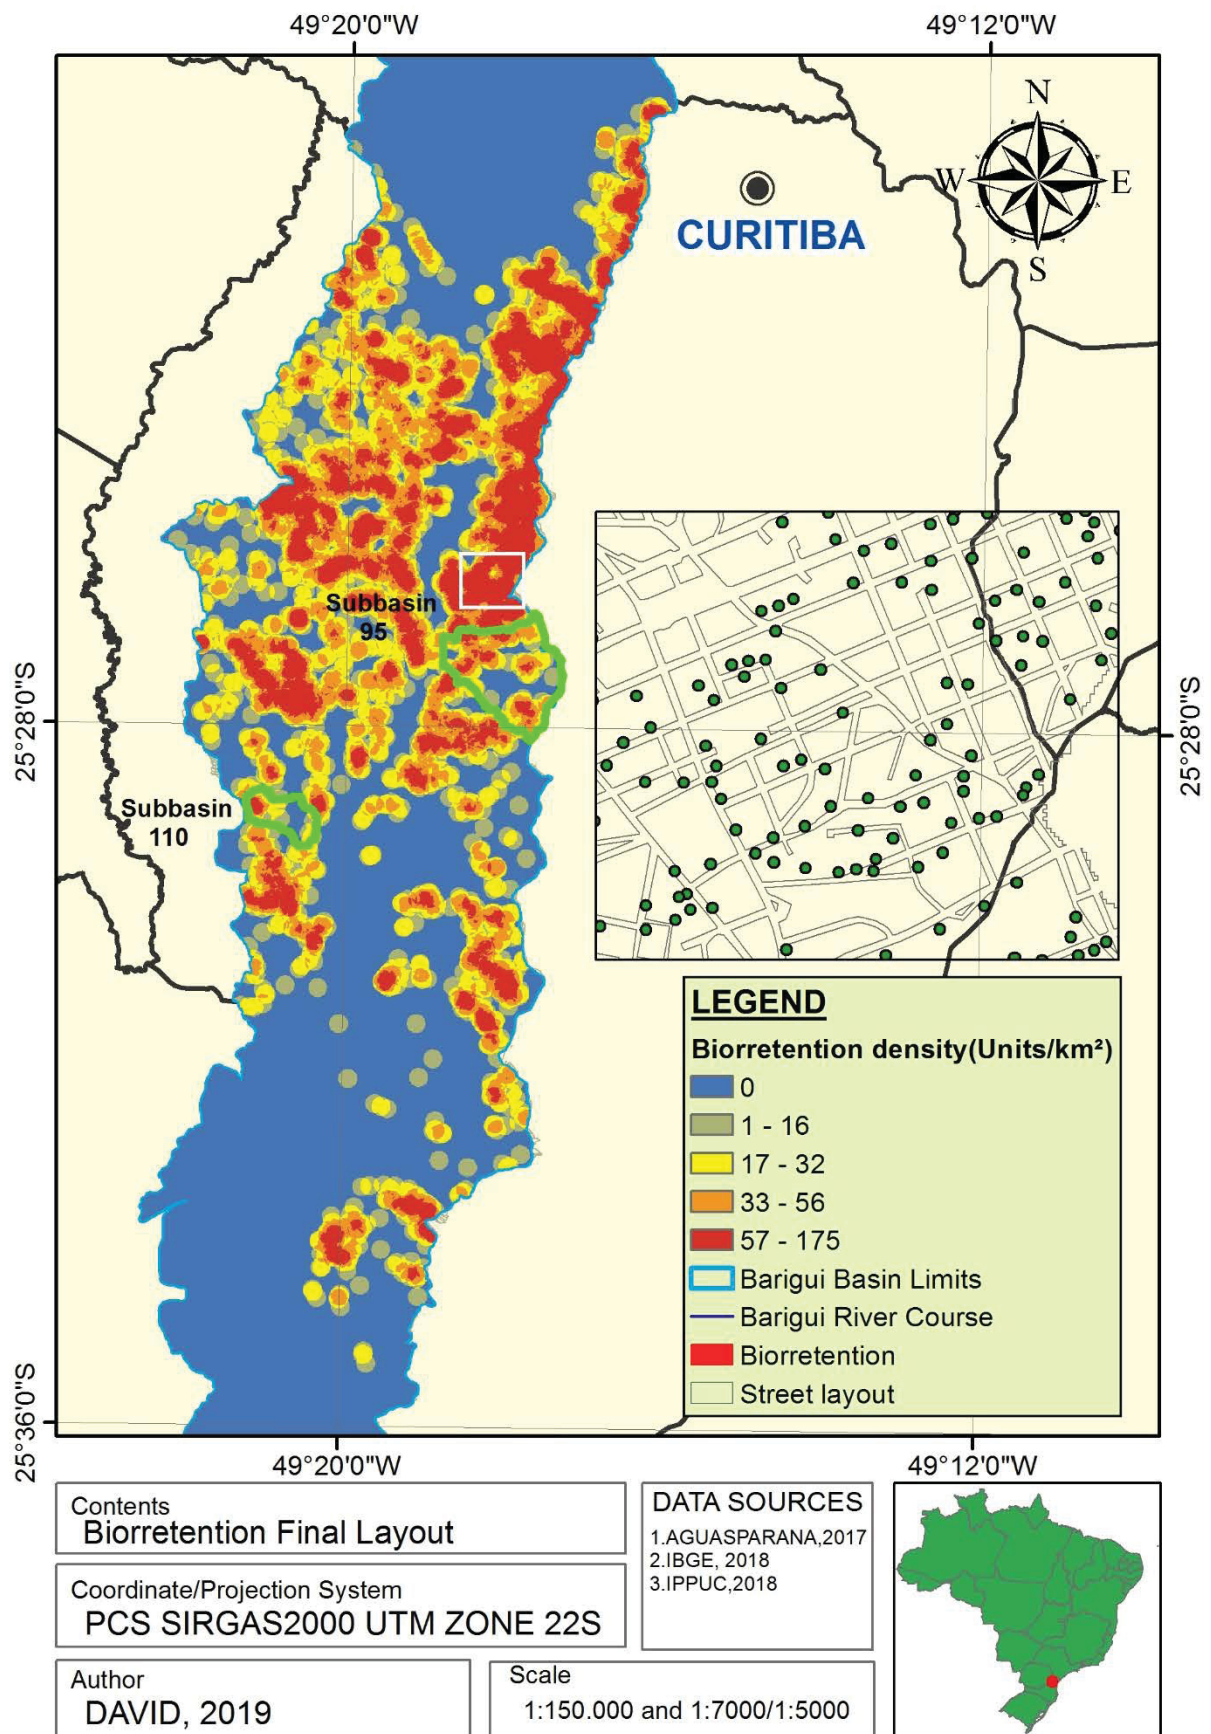 49°20'0"W
49°12'0"W
N
W
E
S
CURITIBA
Subbasin
95
25°28'0"S
25°28'0"S
Subbasin
110
LEGEND
Biorretention density(Units/km²)
0
1 - 16
17 - 32
33 - 56
57 - 175
Barigui Basin Limits
Barigui River Course
Biorretention
Street layout
25°36'0"S
49°20'0"W
49°12'0"W
Contents
Biorretention Final Layout
Coordinate/Projection System
PCS SIRGAS2000 UTM ZONE 22S
Author
DAVID, 2019
Scale
1:150.000 and 1:7000/1:5000
DATA SOURCES
1.AGUASPARANA,2017
2.IBGE, 2018
3.IPPUC,2018